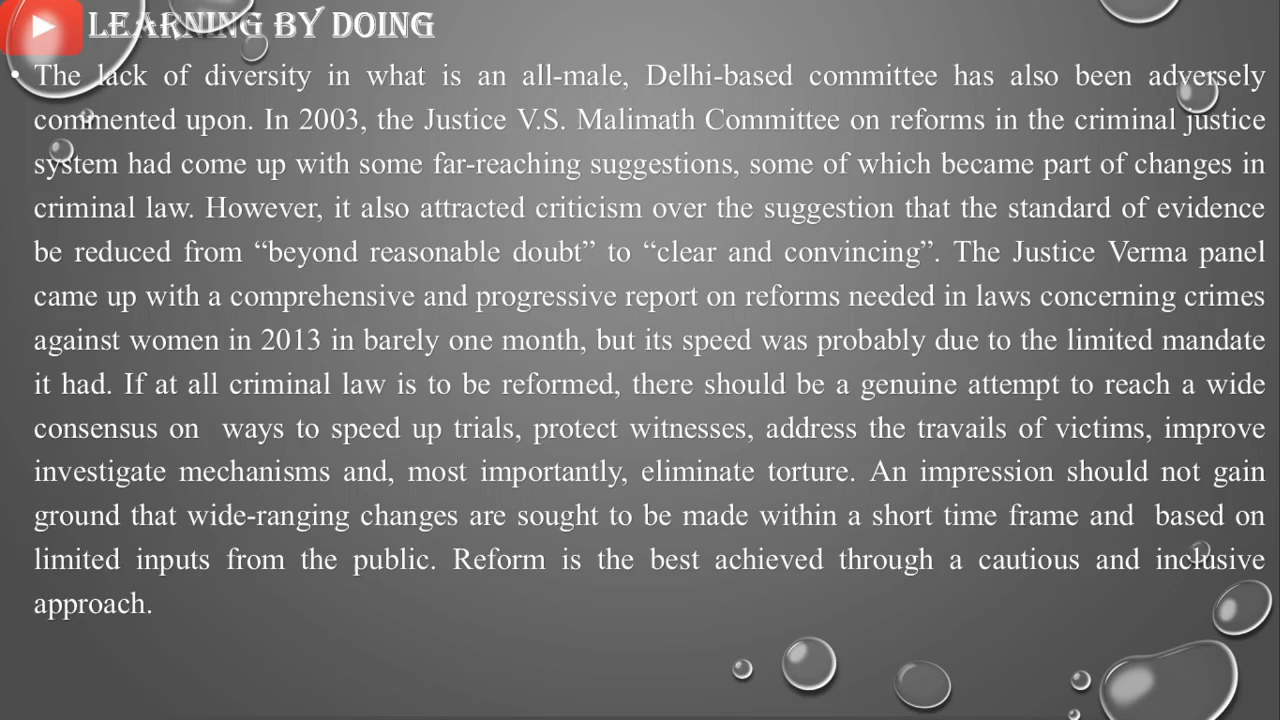 LEARNING BY DOING
• The lack of diversity in what is an all-male, Delhi-based committee has also been adversely
commented upon. In 2003, the Justice V.S. Malimath Committee on reforms in the criminal justice
system had come up with some far-reaching suggestions, some of which became part of changes in
criminal law. However, it also attracted criticism over the suggestion that the standard of evidence
be reduced from “beyond reasonable doubt” to “clear and convincing”. The Justice Verma panel
came up with a comprehensive and progressive report on reforms needed in laws concerning crimes
against women in 2013 in barely one month, but its speed was probably due to the limited mandate
it had. If at all criminal law is to be reformed, there should be a genuine attempt to reach a wide
consensus on  ways to speed up trials, protect witnesses, address the travails of victims, improve
investigate mechanisms and, most importantly, eliminate torture. An impression should not gain
ground that wide-ranging changes are sought to be made within a short time frame and  based on
limited inputs from the public. Reform is the best achieved through a cautious and inclusive
approach.